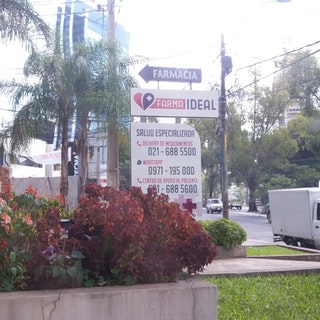 FARMACIA
FARMA IDEAL
SALUD ESPECIALIZADA
DELIVERY DE MEDICAMENTOS
021 - 688 5500
WHATSAPP
0971 - 195 000
CENTRO DE APOYO AL PACIENTE
021 - 688 5600